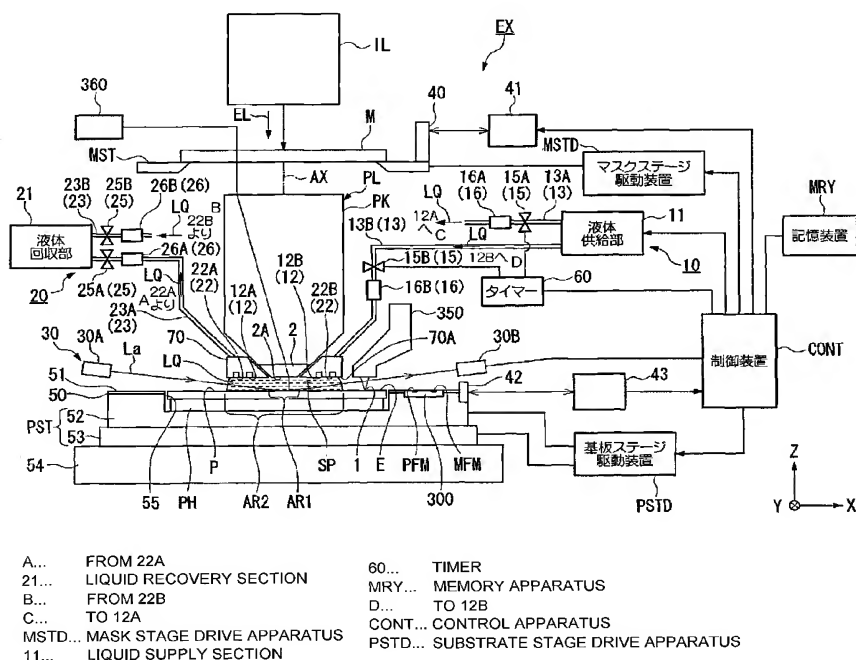 EX
IL
360
40
41
EL
M
MST
MSTD
マスクステージ
駆動装置
AX
16A
(16)
15A
(15)
13A
(13)
MRY
記憶装置
21
液体
回収部
23B
(23)
25B
(25)
26B (26)
LQ
B 22B
より
26A (26)
PL
PK
13B (13)
LQ
12A
へ C
LQ
12Bへ D
液体
供給部
11
10
15B (15)
60
タイマー
20
25A (25)
LQ
A 22A
より
23A
(23)
22A
(22)
12A
(12)
12B
(12)
22B
(22)
16B (16)
350
2A
2
70
70A
30
30A
La
LQ
30B
制御装置
CONT
51
50
42
43
PST
52
53
54
55
PH
P
AR2
AR1
SP
1
E
PFM
MFM
300
基板ステージ
駆動装置
PSTD
Z
Y
X
A... FROM 22A
21... LIQUID RECOVERY SECTION
B... FROM 22B
C... TO 12A
MSTD... MASK STAGE DRIVE APPARATUS
11... LIQUID SUPPLY SECTION
60... TIMER
MRY... MEMORY APPARATUS
D... TO 12B
CONT... CONTROL APPARATUS
PSTD... SUBSTRATE STAGE DRIVE APPARATUS